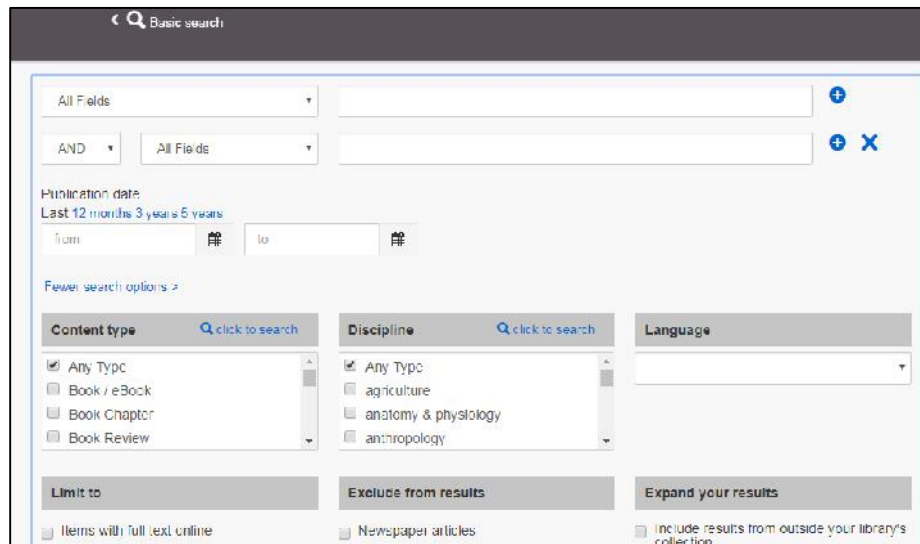 Basic search
All Fields
AND All Fields
Publication date
Last 12 months 3 years 5 years
from: to
Fewer search options >
Content type click to search
Any Type
Book / eBook
Book Chapter
Book Review
Discipline click to search
Any Type
agriculture
anatomy & physiology
anthropology
Language
Limit to
Items with full text online
Exclude from results
Newspaper articles
Expand your results
Include results from outside your library's
collection